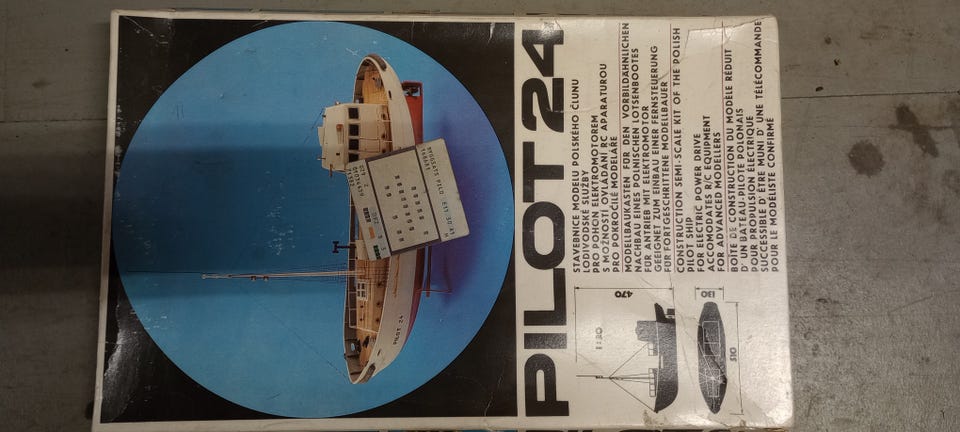 PILOT 24
STAVEBNICE MODELU POLSKÉHO ČLUNU
LODIVODSKÉ SLUŽBY
PRO POHON ELEKTROMOTOREM
S MOŽNOSTÍ OVLÁDÁNÍ RC APARATUROU
PRO POKROČILÉ MODELÁŘE
MODELLBAUKASTEN FÜR DEN VORBILDÄHNLICHEN
NACHBAU EINES POLNISCHEN LOTSENBOOTES
FÜR ANTRIEB MIT ELEKTROMOTOR
GEEIGNET ZUM EINBAU EINER FERNSTEUERUNG
FÜR FORTGESCHRITTENE MODELLBAUER
CONSTRUCTION SEMI-SCALE KIT OF THE POLISH
PILOT SHIP
FOR ELECTRIC POWER DRIVE
ACCOMODATES R/C EQUIPMENT
FOR ADVANCED MODELLERS
BOÎTE DE CONSTRUCTION DU MODÈLE RÉDUIT
D'UN BATEAU-PILOTE POLONAIS
POUR PROPULSION ÉLECTRIQUE
SUCCESSIBLE D'ÊTRE MUNI D'UNE TÉLÉCOMMANDE
POUR LE MODÉLISTE CONFIRMÉ
470
1:30
130
510
PILOT 24